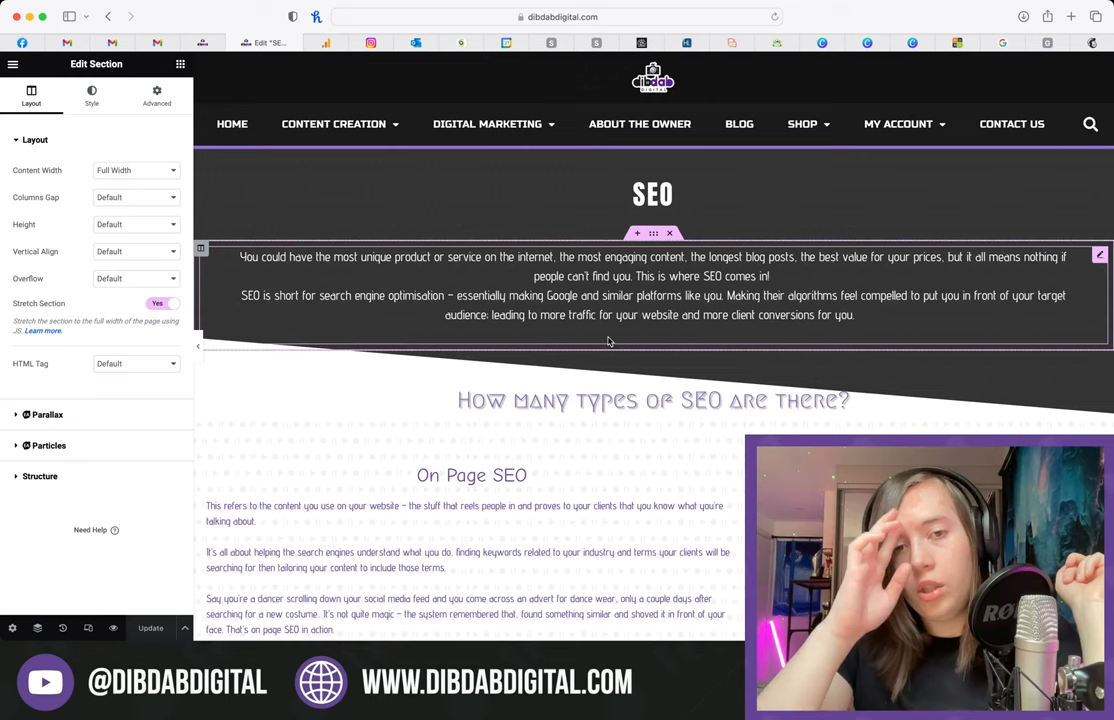 dibdabdigital.com
Edit "SE...
Edit Section
dibdab
DIGITAL
Layout
Style
Advanced
HOME
CONTENT CREATION
DIGITAL MARKETING
ABOUT THE OWNER
BLOG
SHOP
MY ACCOUNT
CONTACT US
Layout
Content Width
Full Width
Columns Gap
Default
Height
Default
Vertical Align
Default
Overflow
Default
Stretch Section
Yes
Stretch the section to the full width of the page using
JS. Learn more.
HTML Tag
Default
Parallax
Particles
Structure
Need Help
Update
SEO
You could have the most unique product or service on the internet, the most engaging content, the longest blog posts, the best value for your prices, but it all means nothing if
people can't find you. This is where SEO comes in!
SEO is short for search engine optimisation – essentially making Google and similar platforms like you. Making their algorithms feel compelled to put you in front of your target
audience; leading to more traffic for your website and more client conversions for you.
How many types of SEO are there?
On Page SEO
This refers to the content you use on your website – the stuff that reels people in and proves to your clients that you know what you're
talking about.
It's all about helping the search engines understand what you do, finding keywords related to your industry and terms your clients will be
searching for then tailoring your content to include those terms.
Say you're a dancer scrolling down your social media feed and you come across an advert for dance wear, only a couple days after
searching for a new costume. It's not quite magic – the system remembered that, found something similar and shoved it in front of your
face. That's on page SEO in action.
RØDE
@DIBDABDIGITAL
WWW.DIBDABDIGITAL.COM